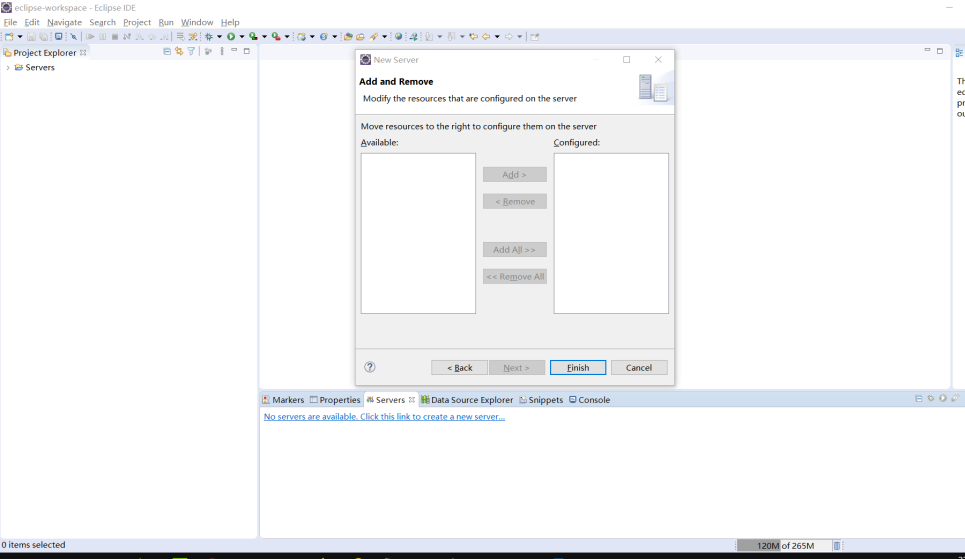 eclipse-workspace - Eclipse IDE
File Edit Navigate Search Project Run Window Help
Project Explorer
Servers
New Server
Add and Remove
Modify the resources that are configured on the server
Move resources to the right to configure them on the server
Available:
Configured:
Add >
< Remove
Add All >>
<< Remove All
< Back Next > Finish Cancel
Markers Properties Servers Data Source Explorer Snippets Console
No servers are available. Click this link to create a new server...
0 items selected
120M of 265M